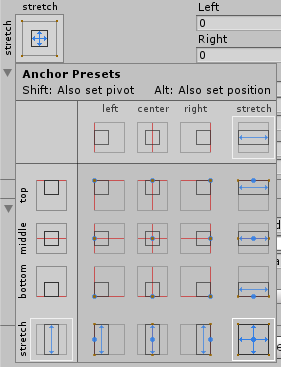 stretch
Left
stretch
0
Right
0
Anchor Presets
Shift: Also set pivot Alt: Also set position
left center right stretch
top
middle
bottom
stretch